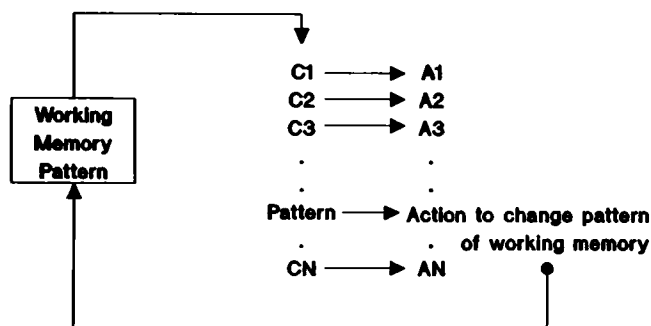 C1 A1
C2 A2
C3 A3
Working
Memory
Pattern
. .
. .
Pattern Action to change pattern
. of working memory
CN AN